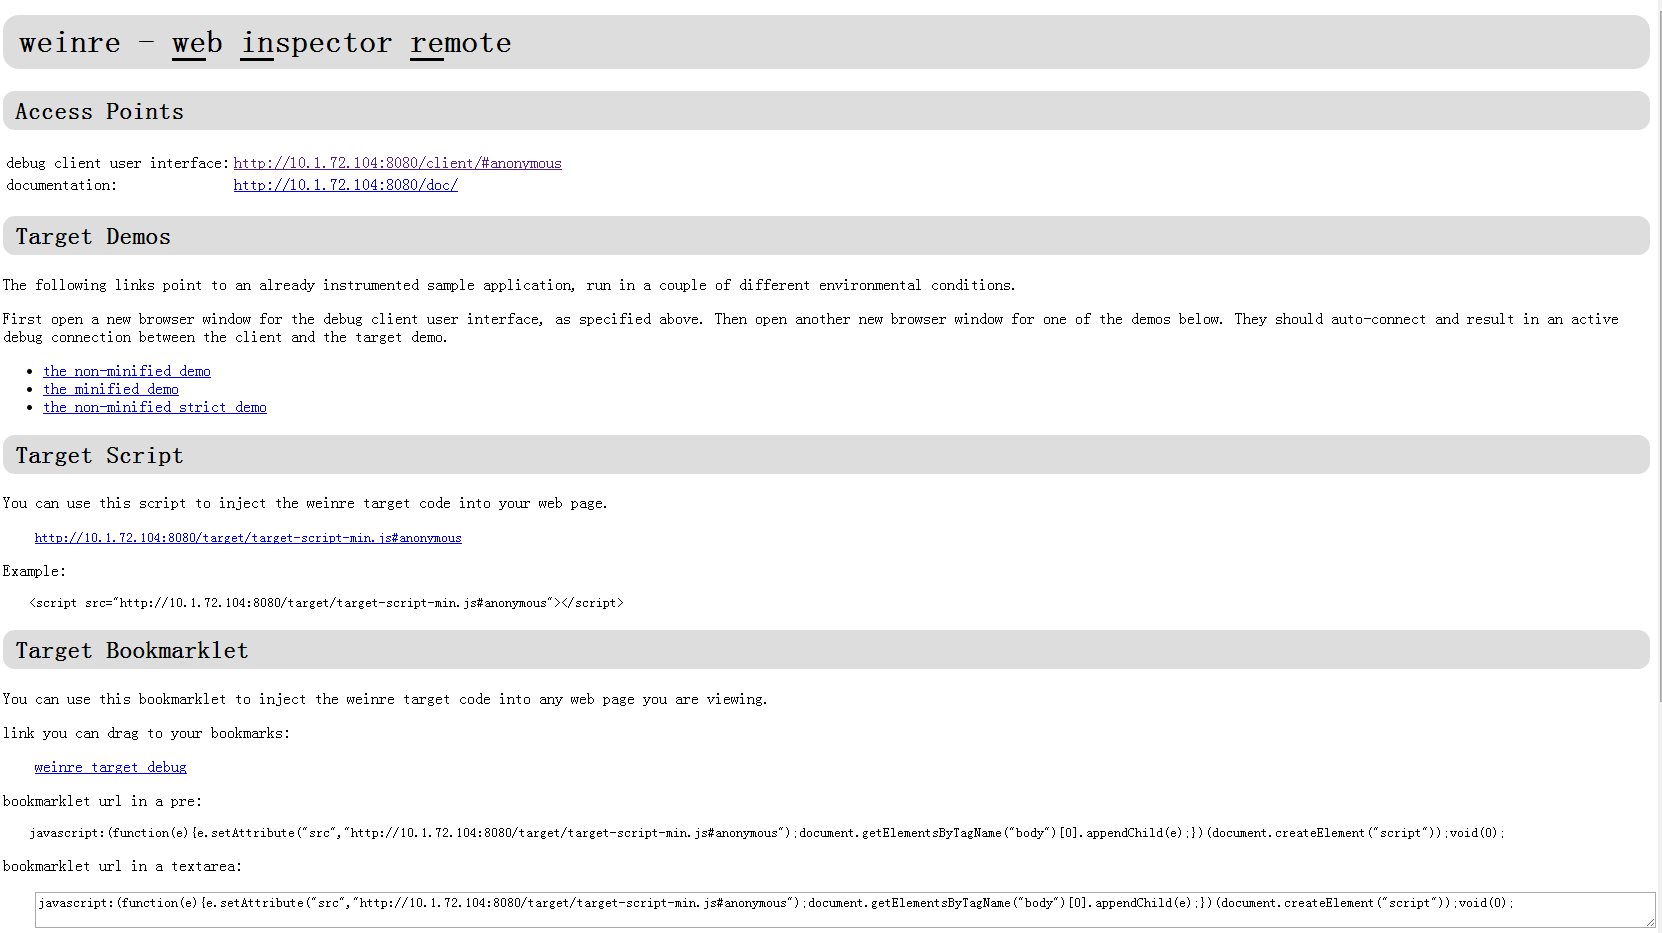 weinre - web inspector remote
Access Points
debug client user interface: http://10.1.72.104:8080/client/#anonymous
documentation: http://10.1.72.104:8080/doc/
Target Demos
The following links point to an already instrumented sample application, run in a couple of different environmental conditions.
First open a new browser window for the debug client user interface, as specified above. Then open another new browser window for one of the demos below. They should auto-connect and result in an active
debug connection between the client and the target demo.
• the non-minified demo
• the minified demo
• the non-minified strict demo
Target Script
You can use this script to inject the weinre target code into your web page.
http://10.1.72.104:8080/target/target-script-min.js#anonymous
Example:
<script src="http://10.1.72.104:8080/target/target-script-min.js#anonymous"></script>
Target Bookmarklet
You can use this bookmarklet to inject the weinre target code into any web page you are viewing.
link you can drag to your bookmarks:
weinre target debug
bookmarklet url in a pre:
javascript:(function(e){e.setAttribute("src","http://10.1.72.104:8080/target/target-script-min.js#anonymous");document.getElementsByTagName("body")[0].appendChild(e);})(document.createElement("script"));void(0);
bookmarklet url in a textarea:
javascript:(function(e){e.setAttribute("src","http://10.1.72.104:8080/target/target-script-min.js#anonymous");document.getElementsByTagName("body")[0].appendChild(e);})(document.createElement("script"));void(0);